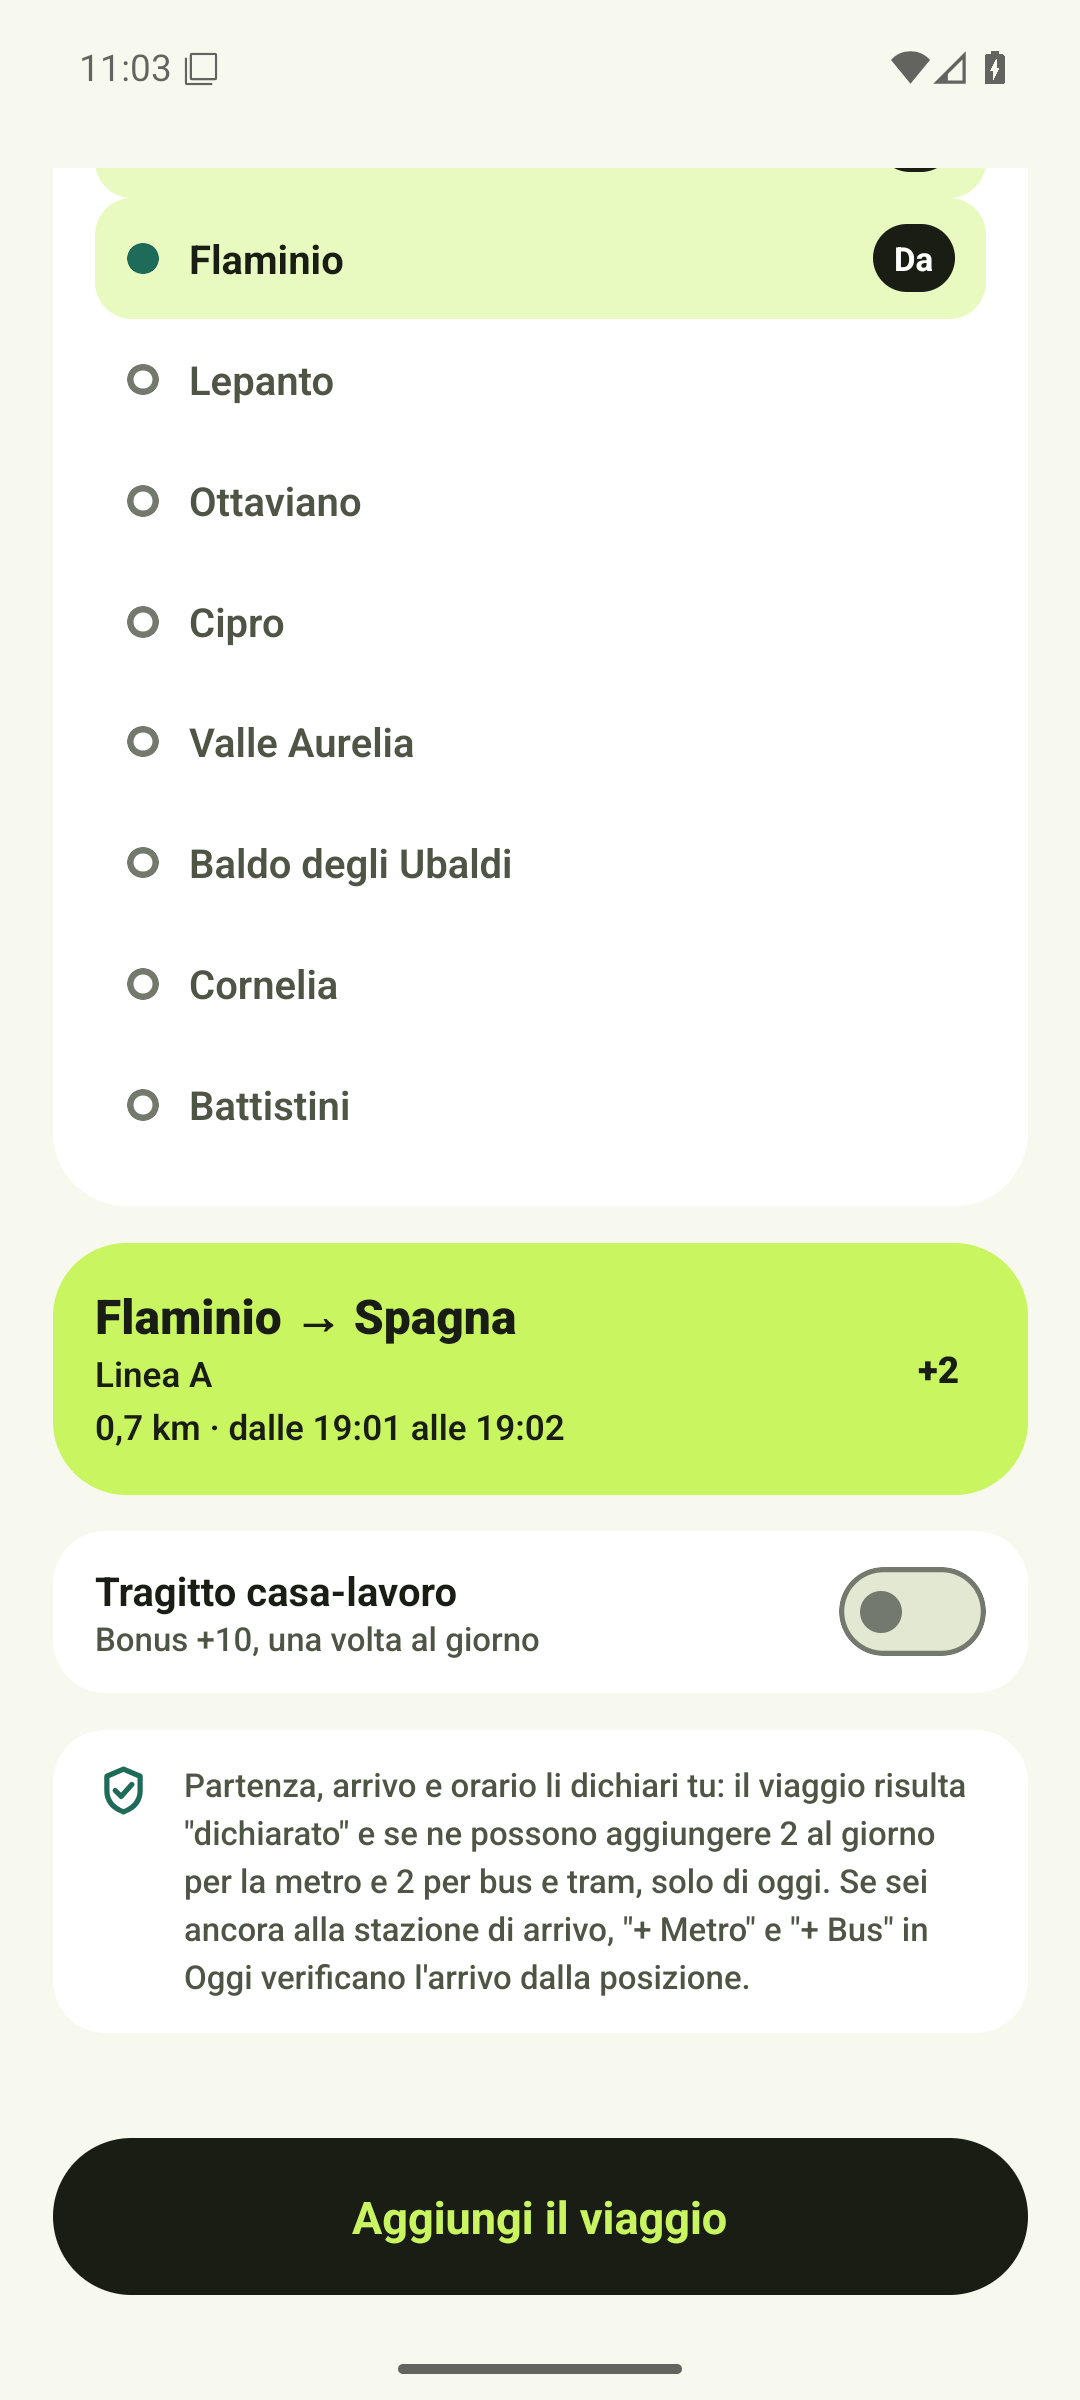 11:03
Flaminio
Da
Lepanto
Ottaviano
Cipro
Valle Aurelia
Baldo degli Ubaldi
Cornelia
Battistini
Flaminio → Spagna
Linea A
+2
0,7 km · dalle 19:01 alle 19:02
Tragitto casa-lavoro
Bonus +10, una volta al giorno
Partenza, arrivo e orario li dichiari tu: il viaggio risulta
"dichiarato" e se ne possono aggiungere 2 al giorno
per la metro e 2 per bus e tram, solo di oggi. Se sei
ancora alla stazione di arrivo, "+ Metro" e "+ Bus" in
Oggi verificano l'arrivo dalla posizione.
Aggiungi il viaggio